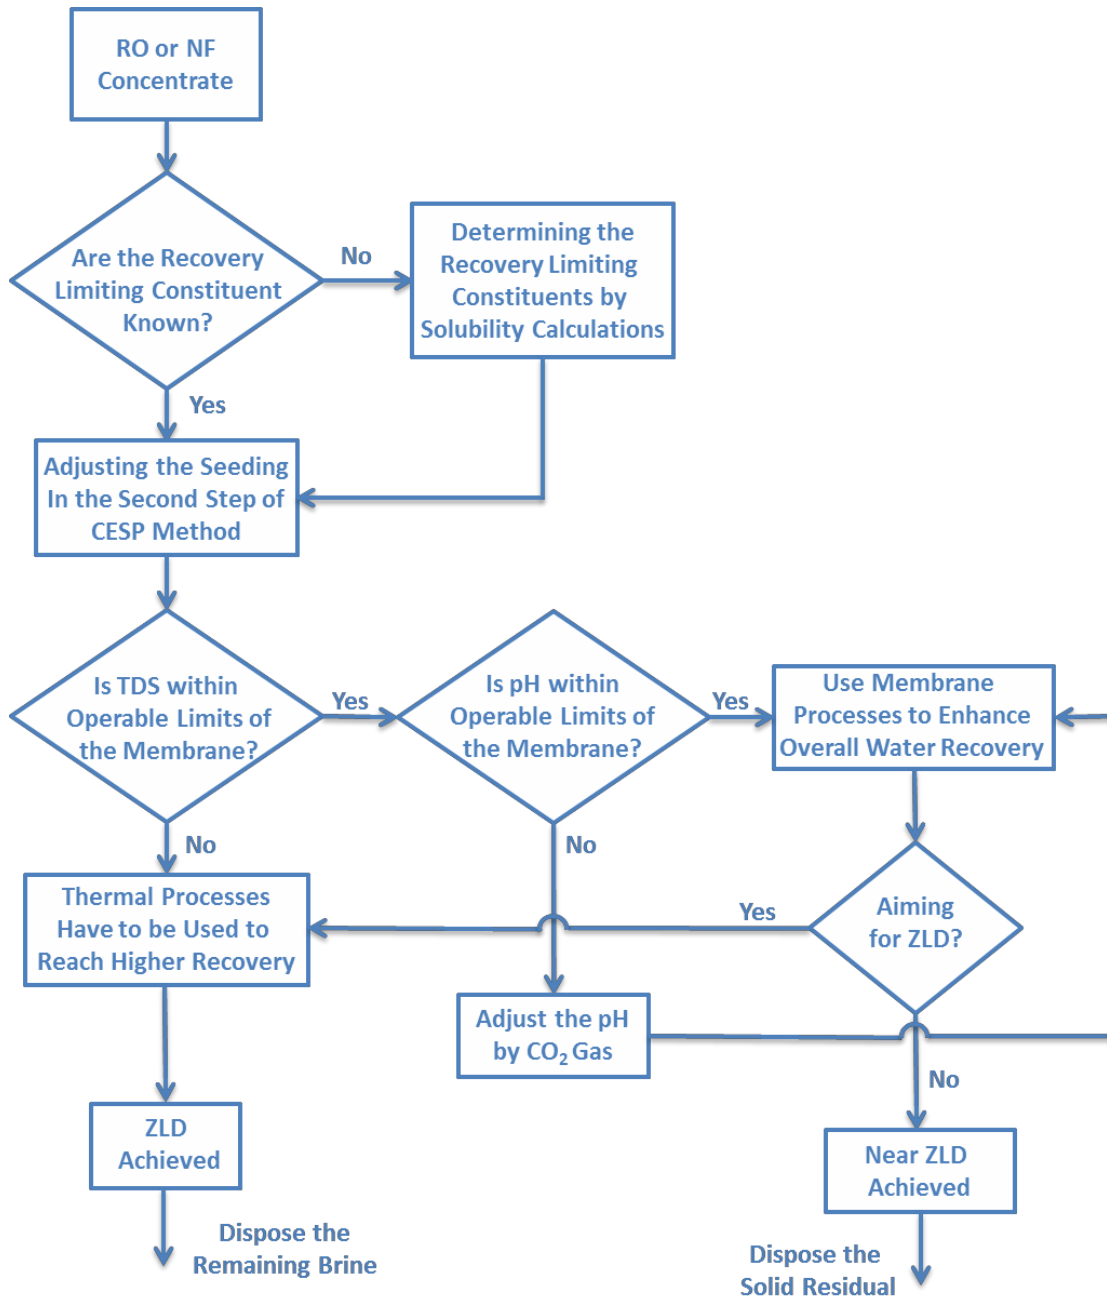 RO or NF
Concentrate
Are the Recovery
Limiting Constituent
Known?
No
Determining the
Recovery Limiting
Constituents by
Solubility Calculations
Yes
Adjusting the Seeding
In the Second Step of
CESP Method
Is TDS within
Operable Limits of
the Membrane?
Yes
Is pH within
Operable Limits of
the Membrane?
Yes
Use Membrane
Processes to Enhance
Overall Water Recovery
No
No
Thermal Processes
Have to be Used to
Reach Higher Recovery
Yes
Aiming
for ZLD?
Adjust the pH
by CO₂ Gas
No
ZLD
Achieved
Near ZLD
Achieved
Dispose the
Remaining Brine
Dispose the
Solid Residual